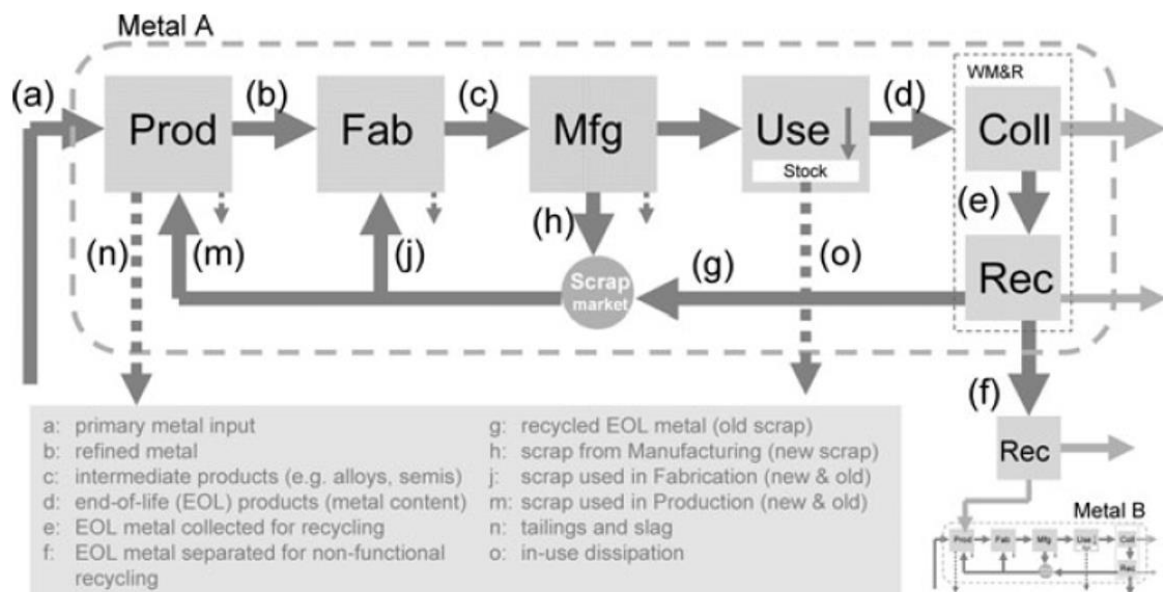 Metal A
WM&R
(a)
(b)
(c)
(d)
Prod
Fab
Mfg
Use
Stock
Coll
(e)
(h)
(n)
(m)
(j)
(g)
(o)
Scrap
market
Rec
(f)
Rec
a: primary metal input
b: refined metal
c: intermediate products (e.g. alloys, semis)
d: end-of-life (EOL) products (metal content)
e: EOL metal collected for recycling
f: EOL metal separated for non-functional
recycling
g: recycled EOL metal (old scrap)
h: scrap from Manufacturing (new scrap)
j: scrap used in Fabrication (new & old)
m: scrap used in Production (new & old)
n: tailings and slag
o: in-use dissipation
Metal B
Prod
Fab
Mfg
Use
Coll
Rec